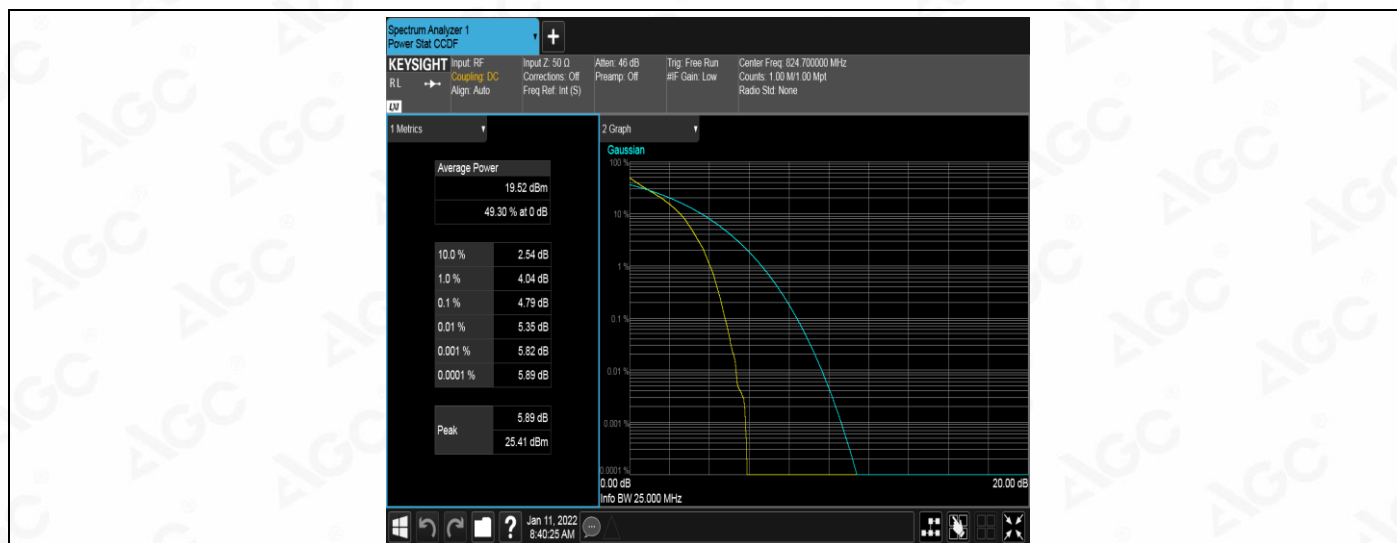 Spectrum Analyzer 1
Power Stat CCDF
KEYSIGHT
Input: RF
Coupling: DC
Align: Auto
Input Z: 50 Ω
Corrections: Off
Freq Ref: Int (S)
Atten: 46 dB
Preamp: Off
Trig: Free Run
#IF Gain: Low
Center Freq: 824.700000 MHz
Counts: 1.00 M/1.00 Mpt
Radio Std: None
RL
LXI
1 Metrics
Average Power
19.52 dBm
49.30 % at 0 dB
10.0 % 2.54 dB
1.0 % 4.04 dB
0.1 % 4.79 dB
0.01 % 5.35 dB
0.001 % 5.82 dB
0.0001 % 5.89 dB
Peak
5.89 dB
25.41 dBm
2 Graph
Gaussian
100 %
10 %
1 %
0.1 %
0.01 %
0.001 %
0.0001 %
0.00 dB
20.00 dB
Info BW 25.000 MHz
?
Jan 11, 2022
8:40:25 AM
AGC